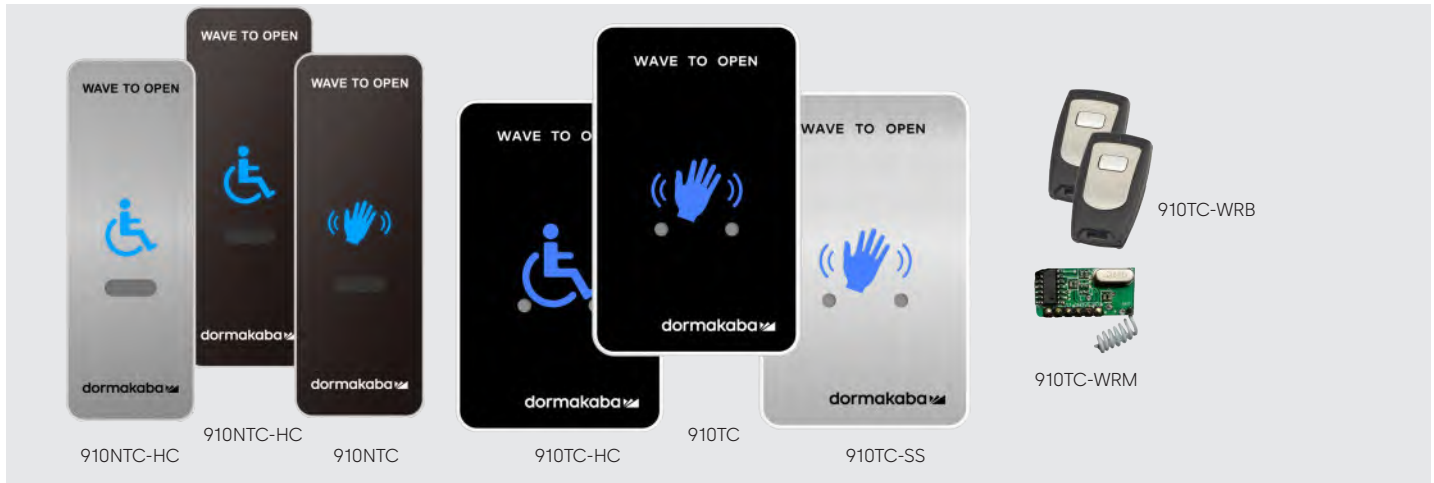 WAVE TO OPEN
dormakaba
910NTC-HC
WAVE TO OPEN
dormakaba
910NTC-HC
WAVE TO OPEN
dormakaba
910NTC
WAVE TO O
dormakaba
910TC-HC
WAVE TO OPEN
dormakaba
910TC
WAVE TO OPEN
dormakaba
910TC-SS
910TC-WRB
910TC-WRM